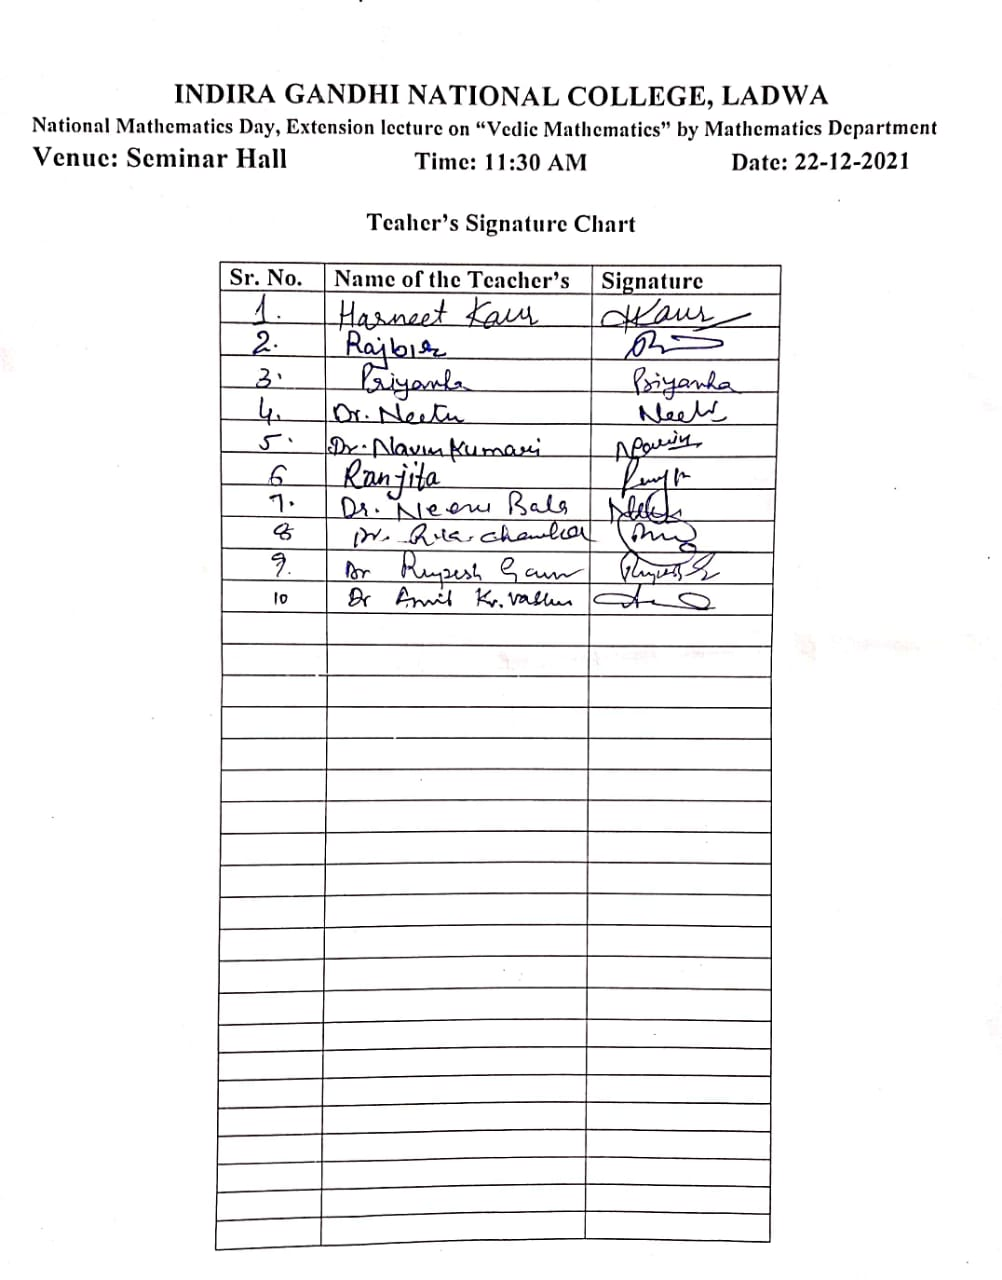 INDIRA GANDHI NATIONAL COLLEGE, LADWA
National Mathematics Day, Extension lecture on “Vedic Mathematics” by Mathematics Department
Venue: Seminar Hall Time: 11:30 AM Date: 22-12-2021
Teaher’s Signature Chart
Sr. No. Name of the Teacher’s Signature
1. Harneet Kaur Kaur
2. Rajbir
3. Priyanka Priyanka
4. Dr. Neetu Neetu
5. Dr. Navin Kumari
6 Ranjita
7. Dr. Neeru Bala
8 Dr.
9. Dr Rupesh Gaur
10 Dr Amit Kr.